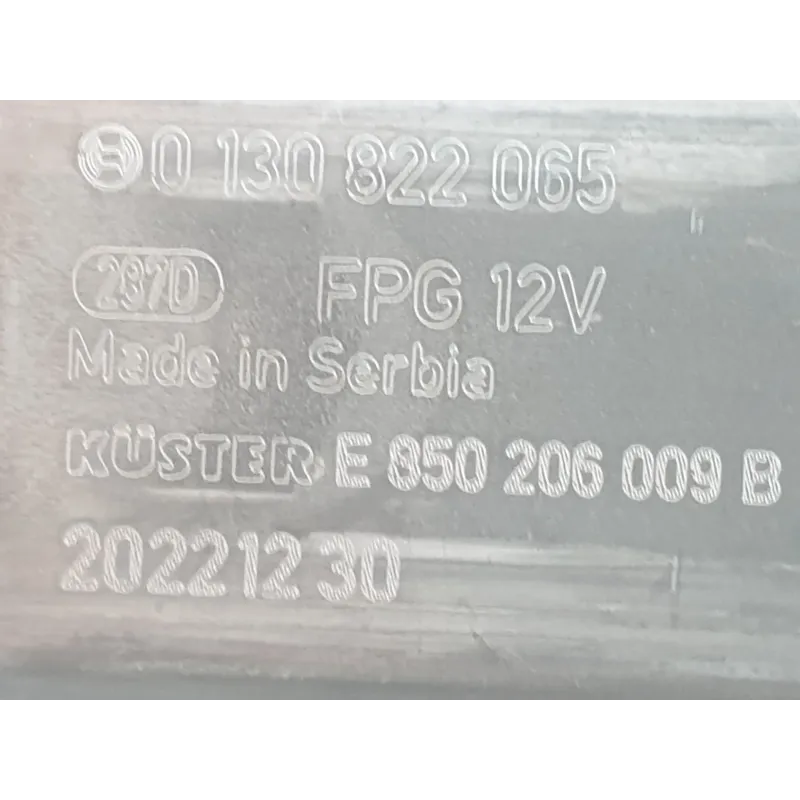 0 130 822 065
287D FPG 12V
Made in Serbia
KÜSTER E 850 206 009 B
20221230